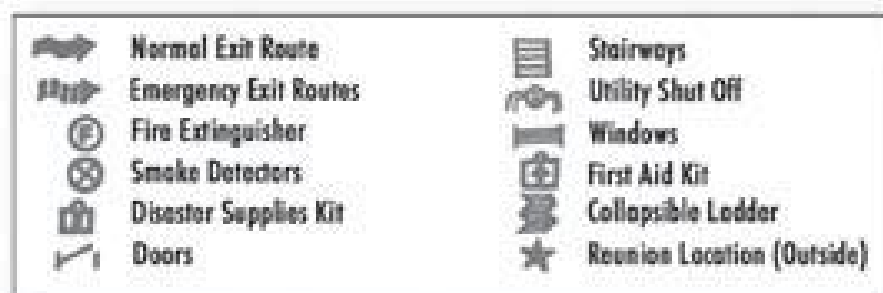 Normal Exit Route
Emergency Exit Routes
F Fire Extinguisher
Smoke Detectors
Disaster Supplies Kit
Doors
Stairways
Utility Shut Off
Windows
First Aid Kit
Collapsible Ladder
Reunion Location (Outside)